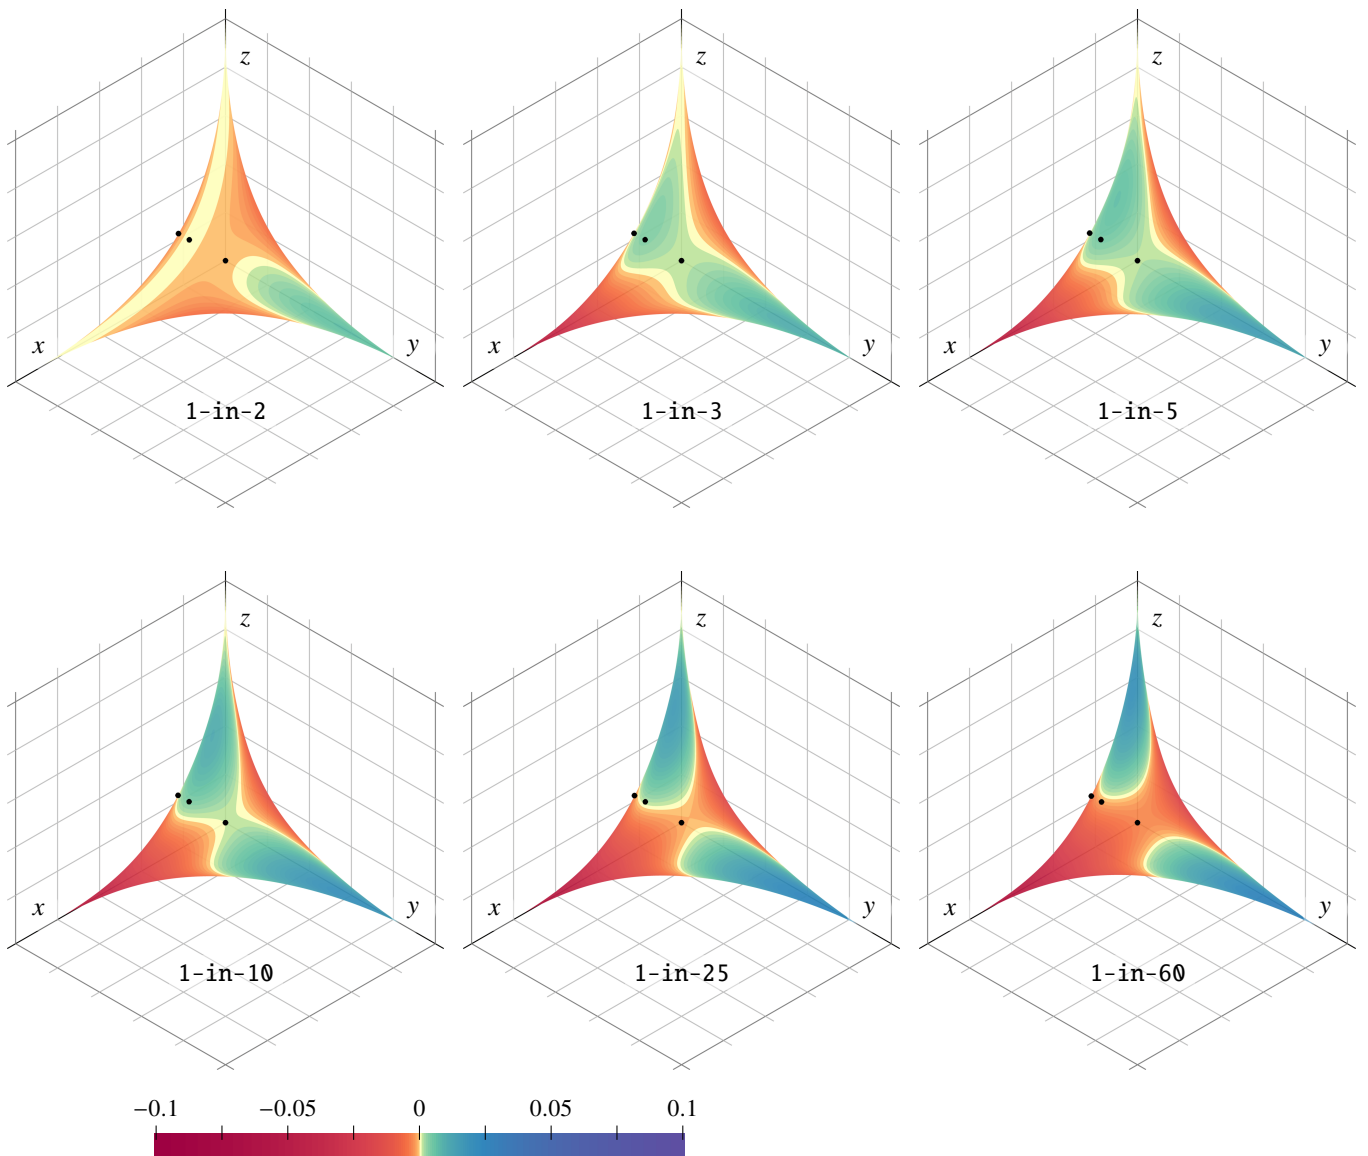 z z z
x y x y x y
1-in-2 1-in-3 1-in-5
z z z
x y x y x y
1-in-10 1-in-25 1-in-60
−0.1 −0.05 0 0.05 0.1